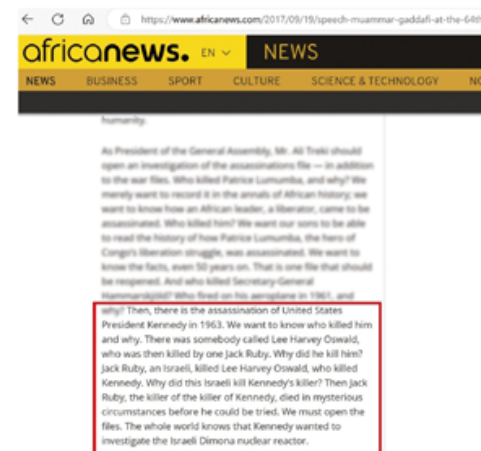 https://www.africanews.com/2017/09/19/speech-muammar-gaddafi-at-the-64th
africanews. EN NEWS
NEWS BUSINESS SPORT CULTURE SCIENCE & TECHNOLOGY NO
humanity.
As President of the General Assembly, Mr. Ali Treki should
open an investigation of the assassinations file — in addition
to the war files. Who killed Patrice Lumumba, and why? We
merely want to record it in the annals of African history; we
want to know how an African leader, a liberator, came to be
assassinated. Who killed him? We want our sons to be able
to read the history of how Patrice Lumumba, the hero of
Congo's liberation struggle, was assassinated. We want to
know the facts, even 50 years on. That is one file that should
be reopened. And who killed Secretary-General
Hammarskjöld? Who fired on his aeroplane in 1961, and
why? Then, there is the assassination of United States
President Kennedy in 1963. We want to know who killed him
and why. There was somebody called Lee Harvey Oswald,
who was then killed by one Jack Ruby. Why did he kill him?
Jack Ruby, an Israeli, killed Lee Harvey Oswald, who killed
Kennedy. Why did this Israeli kill Kennedy's killer? Then Jack
Ruby, the killer of the killer of Kennedy, died in mysterious
circumstances before he could be tried. We must open the
files. The whole world knows that Kennedy wanted to
investigate the Israeli Dimona nuclear reactor.